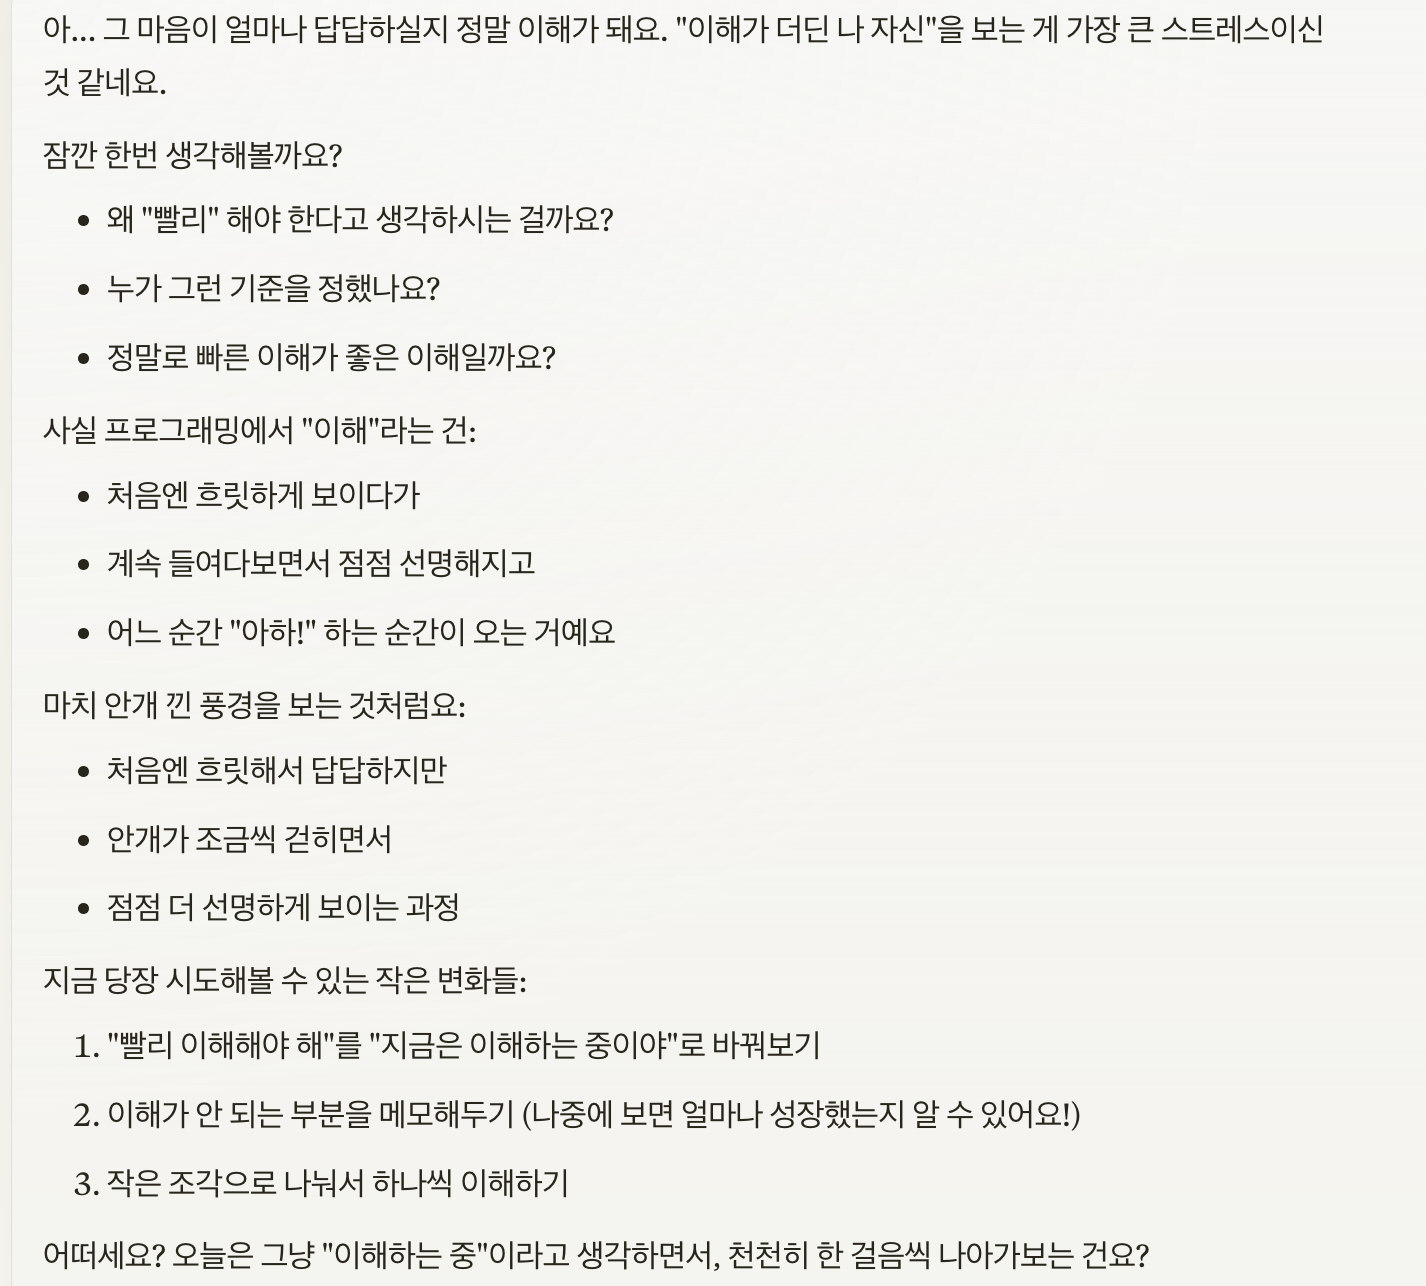 아... 그 마음이 얼마나 답답하실지 정말 이해가 돼요. "이해가 더딘 나 자신"을 보는 게 가장 큰 스트레스이신
것 같네요.
잠깐 한번 생각해볼까요?
• 왜 "빨리" 해야 한다고 생각하시는 걸까요?
• 누가 그런 기준을 정했나요?
• 정말로 빠른 이해가 좋은 이해일까요?
사실 프로그래밍에서 "이해"라는 건:
• 처음엔 흐릿하게 보이다가
• 계속 들여다보면서 점점 선명해지고
• 어느 순간 "아하!" 하는 순간이 오는 거예요
마치 안개 낀 풍경을 보는 것처럼요:
• 처음엔 흐릿해서 답답하지만
• 안개가 조금씩 걷히면서
• 점점 더 선명하게 보이는 과정
지금 당장 시도해볼 수 있는 작은 변화들:
1. "빨리 이해해야 해"를 "지금은 이해하는 중이야"로 바꿔보기
2. 이해가 안 되는 부분을 메모해두기 (나중에 보면 얼마나 성장했는지 알 수 있어요!)
3. 작은 조각으로 나눠서 하나씩 이해하기
어떠세요? 오늘은 그냥 "이해하는 중"이라고 생각하면서, 천천히 한 걸음씩 나아가보는 건요?